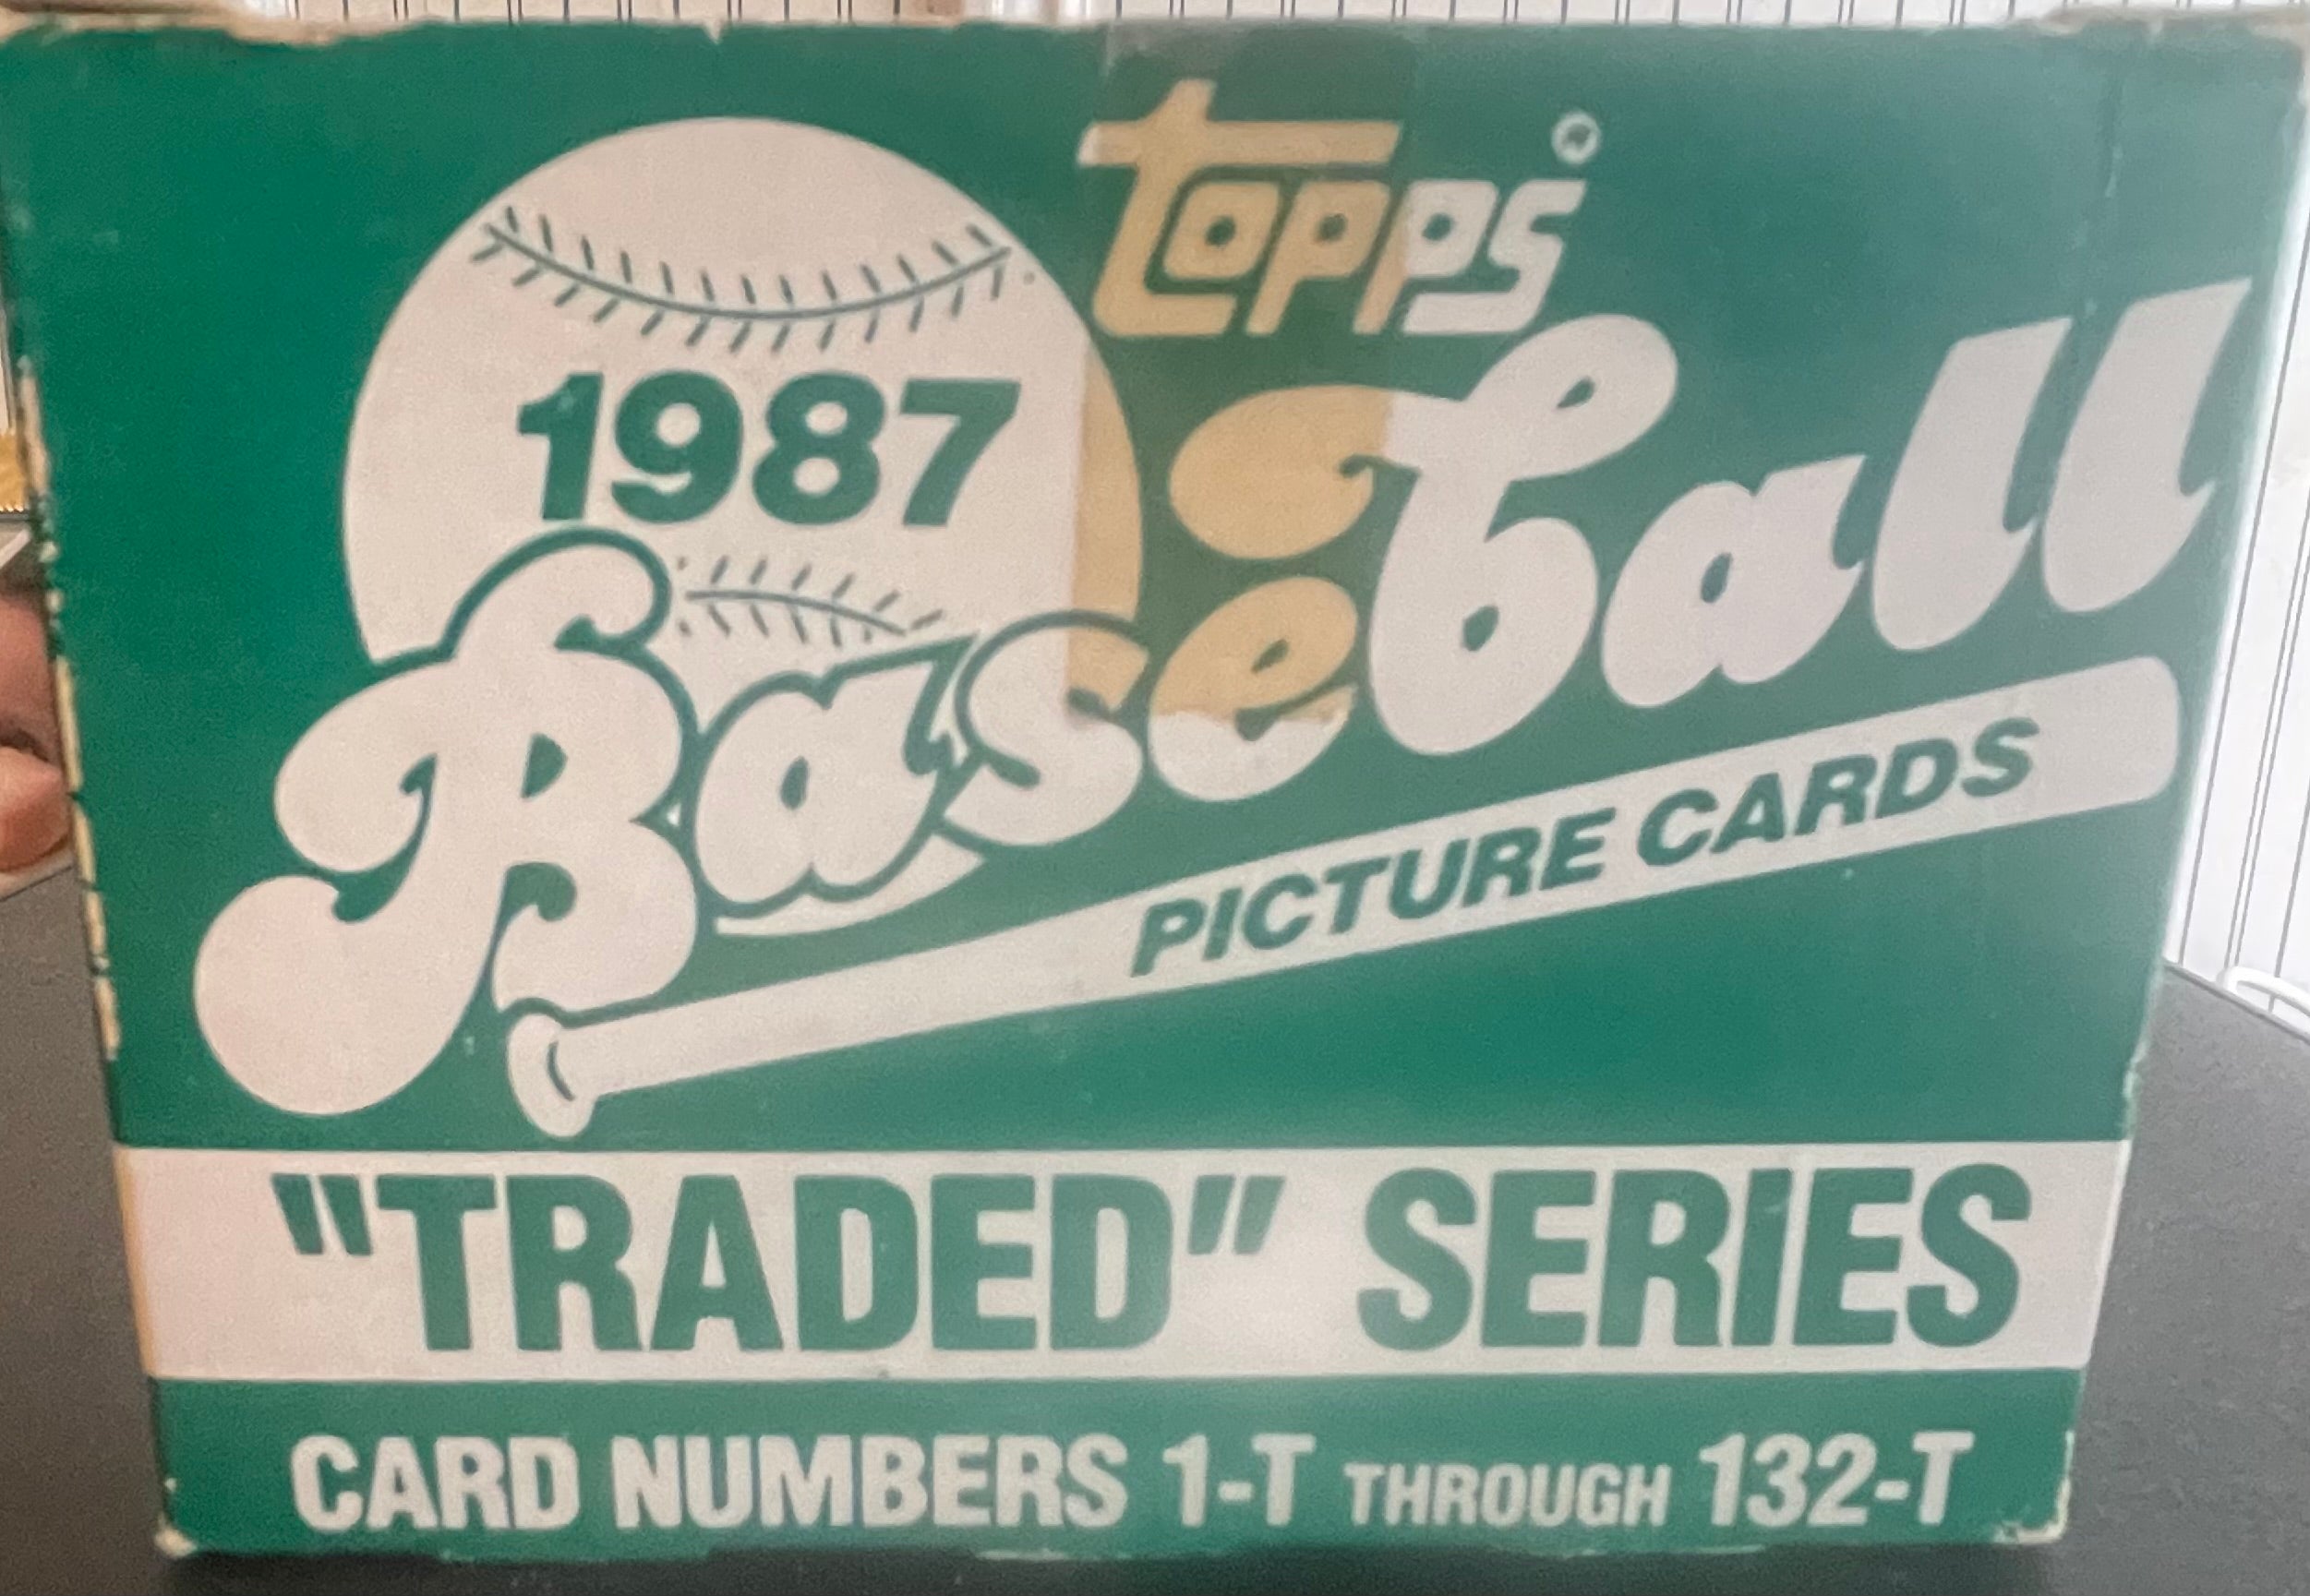 topps®
1987
Baseball
PICTURE CARDS
"TRADED" SERIES
CARD NUMBERS 1-T THROUGH 132-T